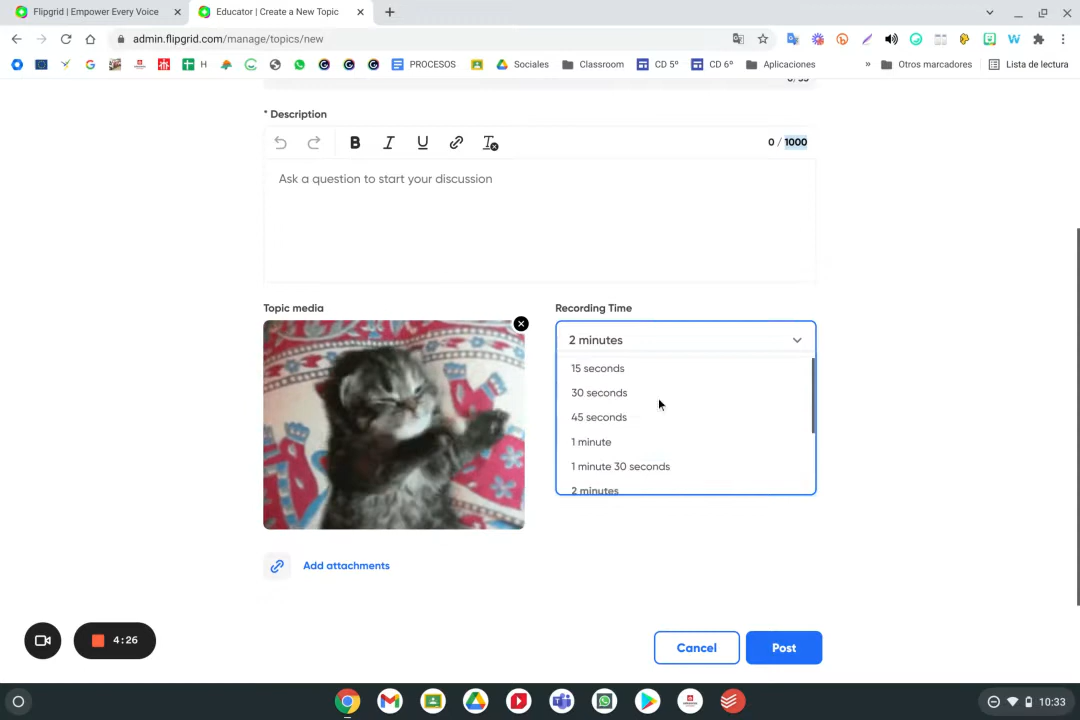 Flipgrid | Empower Every Voice
Educator | Create a New Topic
admin.flipgrid.com/manage/topics/new
H
PROCESOS
Sociales
Classroom
CD 5º
CD 6º
Aplicaciones
»
Otros marcadores
Lista de lectura
* Description
B I U
0 / 1000
Ask a question to start your discussion
Topic media
Recording Time
2 minutes
15 seconds
30 seconds
45 seconds
1 minute
1 minute 30 seconds
2 minutes
Add attachments
4:26
Cancel
Post
10:33